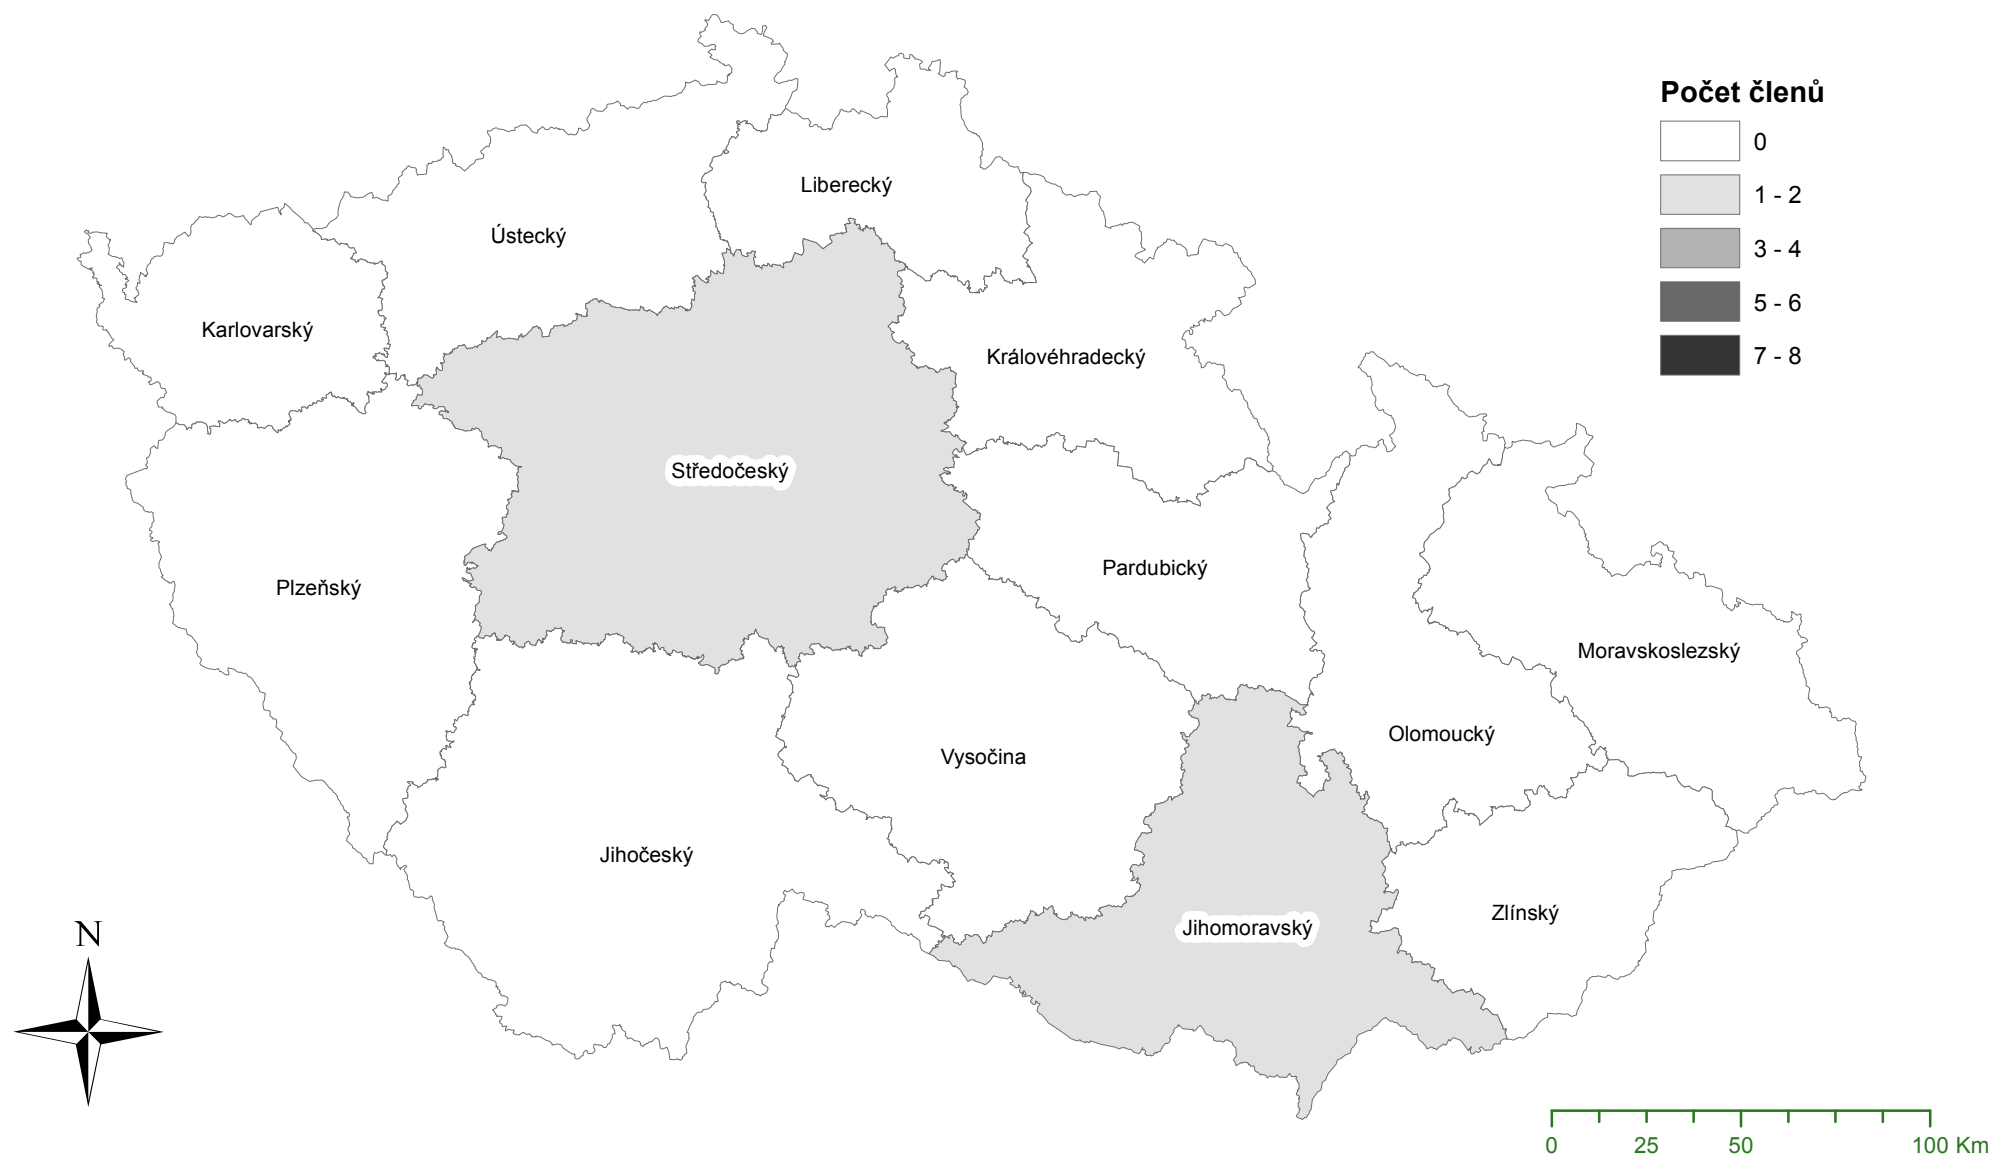 Počet členů
0
1 - 2
3 - 4
5 - 6
7 - 8
Liberecký
Ústecký
Karlovarský
Královéhradecký
Středočeský
Pardubický
Plzeňský
Moravskoslezský
Olomoucký
Vysočina
Jihočeský
Zlínský
Jihomoravský
N
0 25 50 100 Km